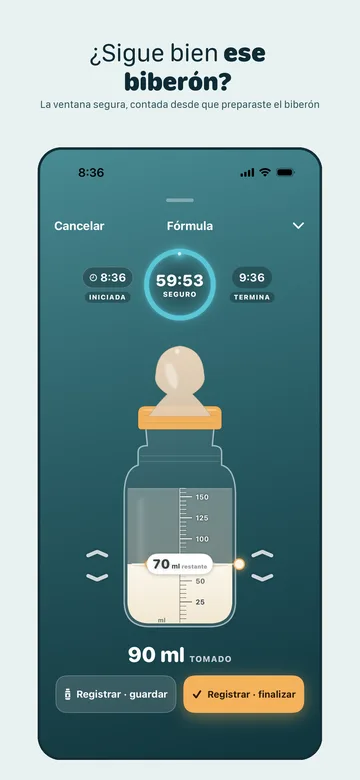 ¿Sigue bien ese
biberón?
La ventana segura, contada desde que preparaste el biberón
8:36
Cancelar Fórmula
8:36 59:53 9:36
INICIADA SEGURO TERMINA
150
125
100
70 ml restante
50
25
ml
90 ml TOMADO
Registrar · guardar Registrar · finalizar